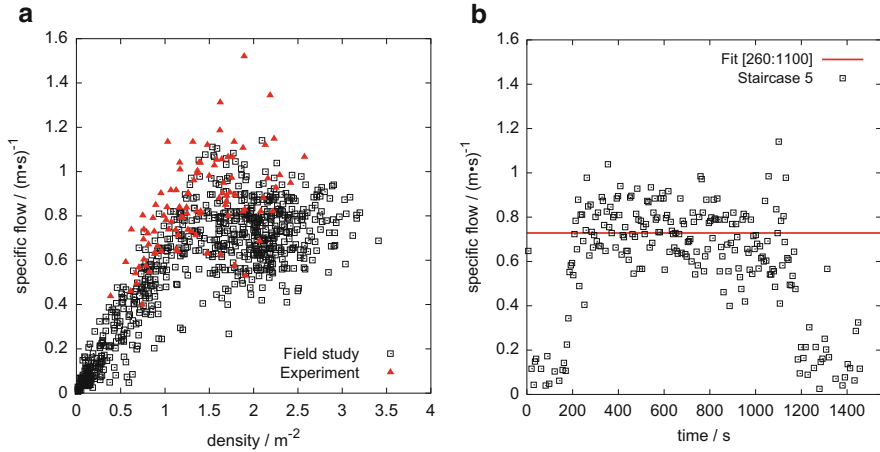 a
specific flow / (m•s)⁻¹
1.6
1.4
1.2
1
0.8
0.6
0.4
0.2
0
0 0.5 1 1.5 2 2.5 3 3.5 4
density / m⁻²
Field study
Experiment
b
specific flow / (m•s)⁻¹
1.6
1.4
1.2
1
0.8
0.6
0.4
0.2
0
0 200 400 600 800 1000 1200 1400
time / s
Fit [260:1100]
Staircase 5